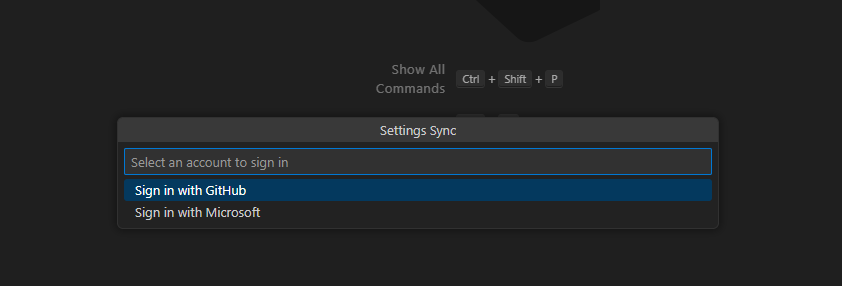 Show All
Commands
Ctrl + Shift + P
Settings Sync
Select an account to sign in
Sign in with GitHub
Sign in with Microsoft